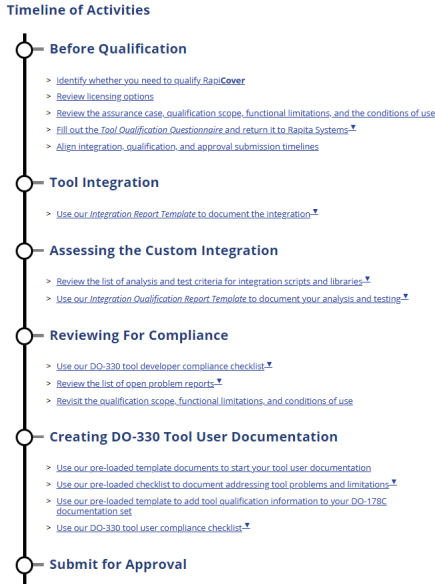 Timeline of Activities
Before Qualification
> Identify whether you need to qualify RapiCover
> Review licensing options
> Review the assurance case, qualification scope, functional limitations, and the conditions of use
> Fill out the Tool Qualification Questionnaire and return it to Rapita Systems ▼
> Align integration, qualification, and approval submission timelines
Tool Integration
> Use our Integration Report Template to document the integration ▼
Assessing the Custom Integration
> Review the list of analysis and test criteria for integration scripts and libraries ▼
> Use our Integration Qualification Report Template to document your analysis and testing ▼
Reviewing For Compliance
> Use our DO-330 tool developer compliance checklist ▼
> Review the list of open problem reports ▼
> Revisit the qualification scope, functional limitations, and conditions of use
Creating DO-330 Tool User Documentation
> Use our pre-loaded template documents to start your tool user documentation
> Use our pre-loaded checklist to document addressing tool problems and limitations ▼
> Use our pre-loaded template to add tool qualification information to your DO-178C
documentation set
> Use our DO-330 tool user compliance checklist ▼
Submit for Approval